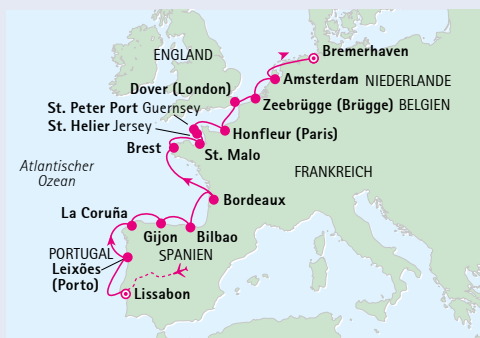 ENGLAND
Bremerhaven
Dover (London)
Amsterdam
NIEDERLANDE
St. Peter Port Guernsey
Zeebrügge (Brügge) BELGIEN
St. Helier Jersey
Honfleur (Paris)
Brest
St. Malo
Atlantischer
Ozean
FRANKREICH
Bordeaux
La Coruña
Gijon
Bilbao
PORTUGAL
SPANIEN
Leixões
(Porto)
Lissabon